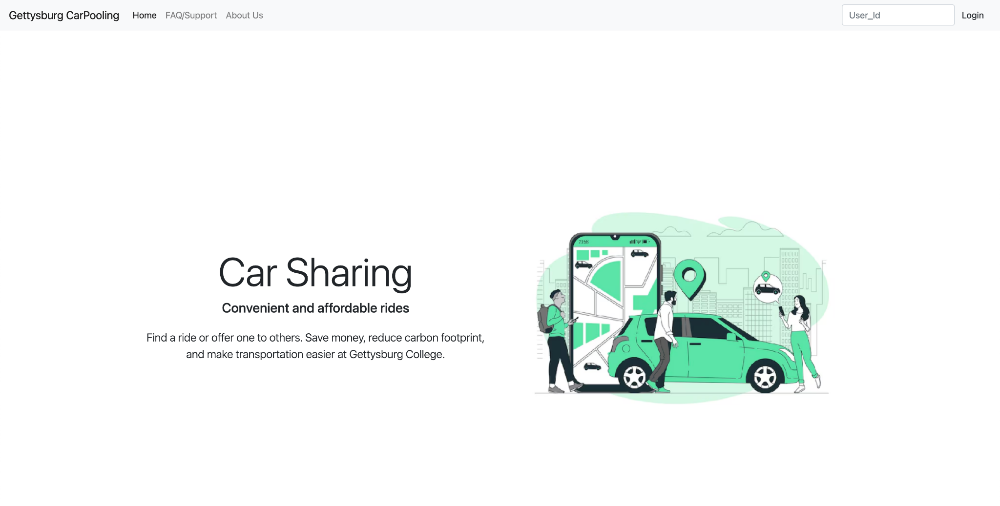 Gettysburg CarPooling Home FAQ/Support About Us User_Id Login
Car Sharing
Convenient and affordable rides
Find a ride or offer one to others. Save money, reduce carbon footprint,
and make transportation easier at Gettysburg College.